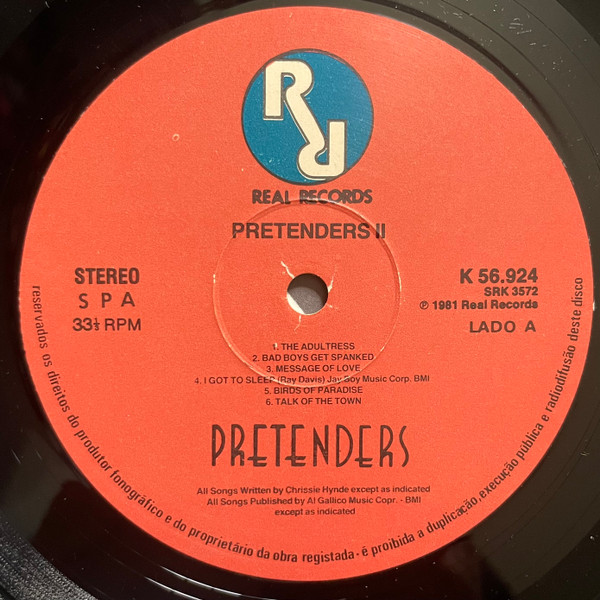 RR
REAL RECORDS
PRETENDERS II
STEREO
SPA
33⅓ RPM
K 56.924
SRK 3572
℗ 1981 Real Records
LADO A
1. THE ADULTRESS
2. BAD BOYS GET SPANKED
3. MESSAGE OF LOVE
4. I GOT TO SLEEP (Ray Davis) Jay Boy Music Corp. BMI
5. BIRDS OF PARADISE
6. TALK OF THE TOWN
PRETENDERS
All Songs Written by Chrissie Hynde except as indicated
All Songs Published by Al Gallico Music Copr. - BMI
except as indicated
reservados os direitos do produtor fonográfico e do proprietário da obra registada - é proibida a duplicação, execução pública e radiodifusão deste disco